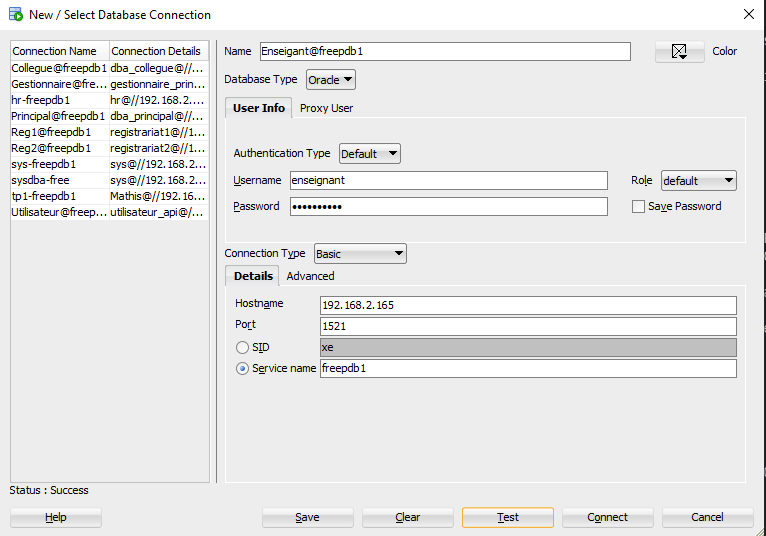 New / Select Database Connection
Connection Name Connection Details
Collegue@freepdb1 dba_collegue@//...
Gestionnaire@fre... gestionnaire_prin...
hr-freepdb1 hr@//192.168.2....
Principal@freepdb1 dba_principal@//...
Reg1@freepdb1 registrariat1@//1...
Reg2@freepdb1 registrariat2@//1...
sys-freepdb1 sys@//192.168.2...
sysdba-free sys@//192.168.2...
tp1-freepdb1 Mathis@//192.16...
Utilisateur@freep... utilisateur_api@/...
Name Enseigant@freepdb1 Color
Database Type Oracle
User Info Proxy User
Authentication Type Default
Username enseignant Role default
Password •••••••••• Save Password
Connection Type Basic
Details Advanced
Hostname 192.168.2.165
Port 1521
SID xe
Service name freepdb1
Status : Success
Help Save Clear Test Connect Cancel